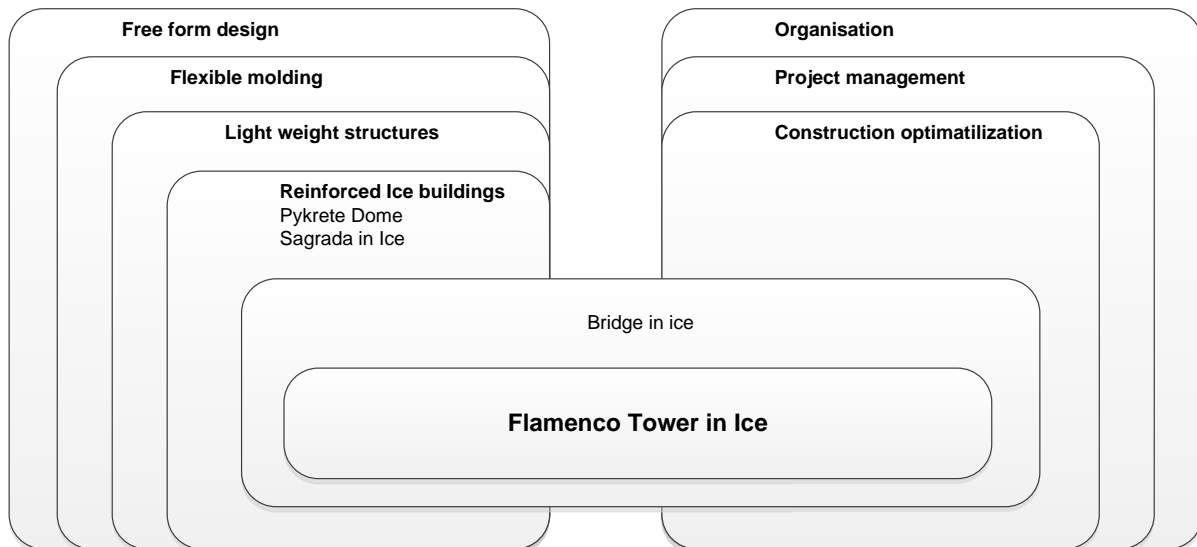 Free form design
Flexible molding
Light weight structures
Reinforced Ice buildings
Pykrete Dome
Sagrada in Ice
Organisation
Project management
Construction optimatilization
Bridge in ice
Flamenco Tower in Ice